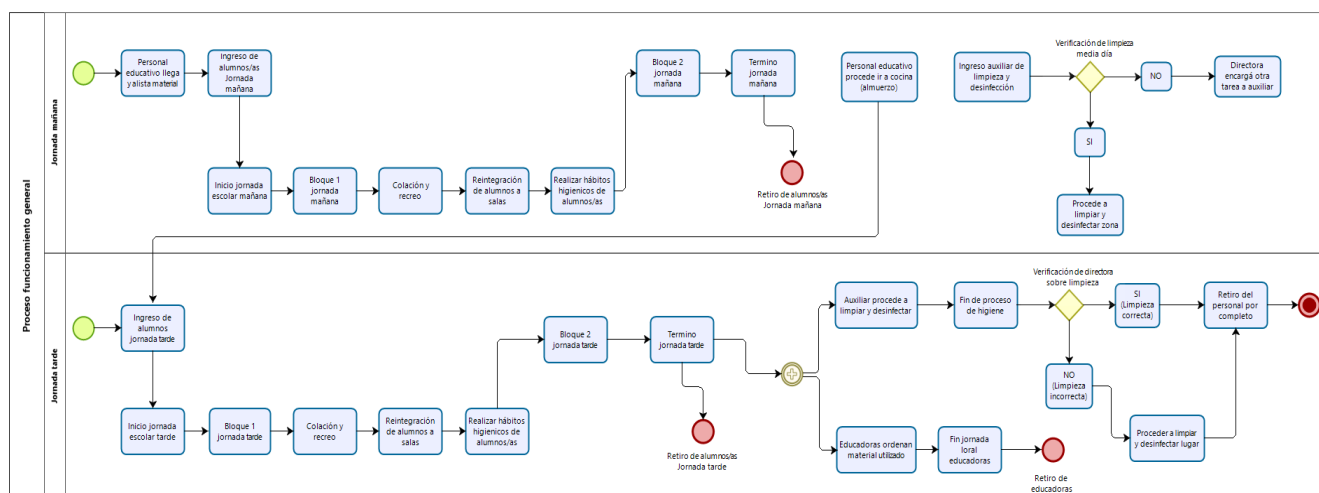 Proceso funcionamiento general
Jornada mañana
Personal
educativo llega
y alista material
Ingreso de
alumnos/as
Jornada
mañana
Inicio jornada
escolar mañana
Bloque 1
jornada
mañana
Colación y
recreo
Reintegración
de alumnos a
salas
Realizar hábitos
higienicos de
alumnos/as
Bloque 2
jornada
mañana
Termino
jornada
mañana
Retiro de alumnos/as
Jornada mañana
Personal educativo
procede ir a cocina
(almuerzo)
Ingreso auxiliar de
limpieza y
desinfección
Verificación de limpieza
media día
NO
Directora
encargá otra
tarea a auxiliar
SI
Procede a
limpiar y
desinfectar zona
Jornada tarde
Ingreso de
alumnos
jornada tarde
Inicio jornada
escolar tarde
Bloque 1
jornada tarde
Colación y
recreo
Reintegración
de alumnos a
salas
Realizar hábitos
higienicos de
alumnos/as
Bloque 2
jornada tarde
Termino
jornada tarde
Retiro de alumnos/as
Jornada tarde
Auxiliar procede a
limpiar y desinfectar
Fin de proceso
de higiene
Verificación de directora
sobre limpieza
SI
(Limpieza
correcta)
Retiro del
personal por
completo
NO
(Limpieza
incorrecta)
Proceder a limpiar
y desinfectar lugar
Educadoras ordenan
material utilizado
Fin jornada
loral
educadoras
Retiro de
educadoras